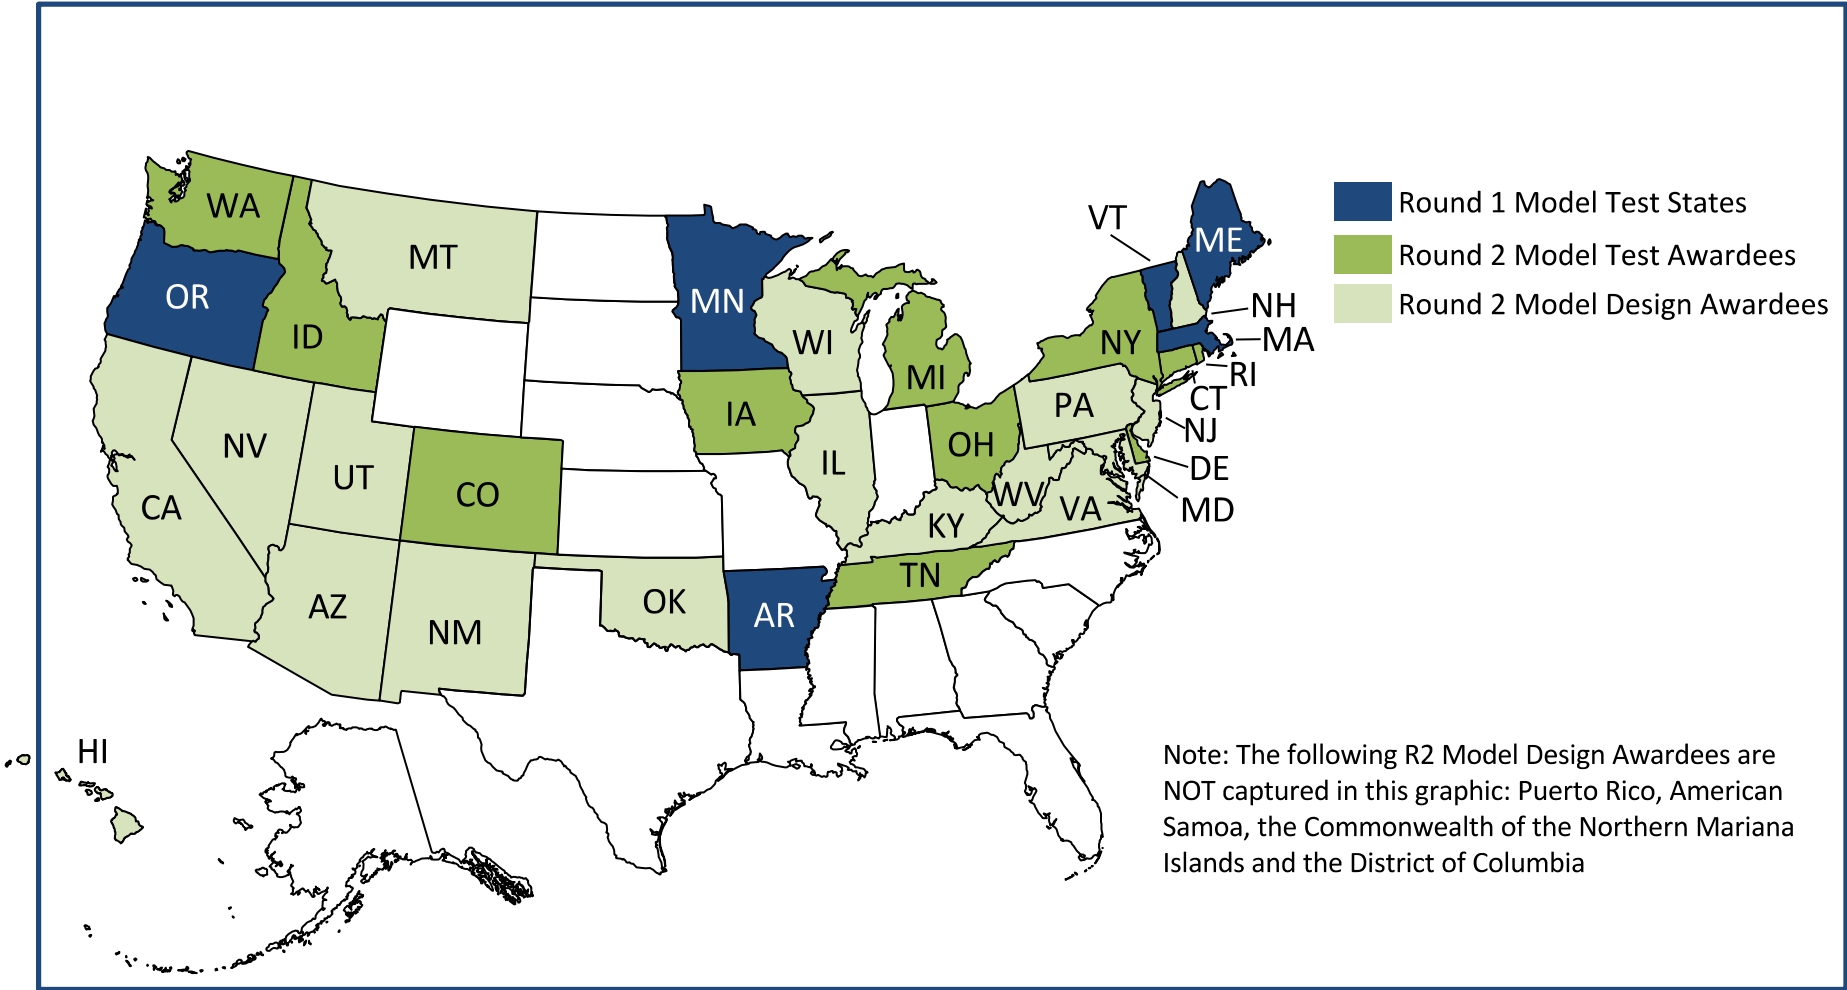 WA
MT
VT
ME
OR
MN
ID
WI
NY
NH
MA
MI
RI
IA
PA
CT
NV
OH
NJ
UT
IL
DE
CO
WV
CA
VA
MD
KY
TN
AZ
OK
AR
NM
HI
Round 1 Model Test States
Round 2 Model Test Awardees
Round 2 Model Design Awardees
Note: The following R2 Model Design Awardees are
NOT captured in this graphic: Puerto Rico, American
Samoa, the Commonwealth of the Northern Mariana
Islands and the District of Columbia